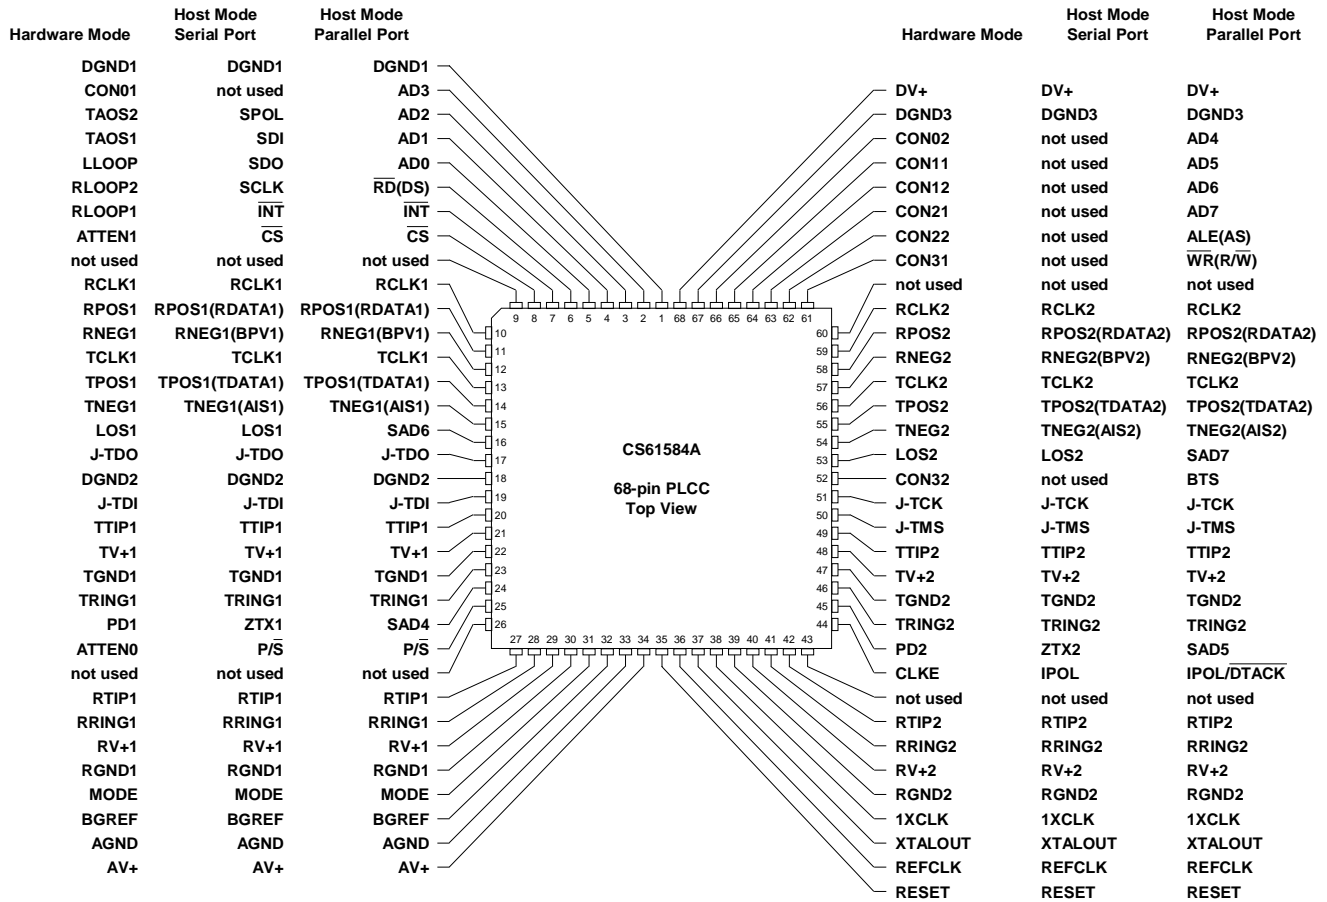 Hardware Mode
Host Mode
Serial Port
Host Mode
Parallel Port
DGND1 DGND1 DGND1
CON01 not used AD3
TAOS2 SPOL AD2
TAOS1 SDI AD1
LLOOP SDO AD0
RLOOP2 SCLK R̅D̅(DS)
RLOOP1 I̅N̅T̅ I̅N̅T̅
ATTEN1 C̅S̅ C̅S̅
not used not used not used
RCLK1 RCLK1 RCLK1
RPOS1 RPOS1(RDATA1) RPOS1(RDATA1)
RNEG1 RNEG1(BPV1) RNEG1(BPV1)
TCLK1 TCLK1 TCLK1
TPOS1 TPOS1(TDATA1) TPOS1(TDATA1)
TNEG1 TNEG1(AIS1) TNEG1(AIS1)
LOS1 LOS1 SAD6
J-TDO J-TDO J-TDO
DGND2 DGND2 DGND2
J-TDI J-TDI J-TDI
TTIP1 TTIP1 TTIP1
TV+1 TV+1 TV+1
TGND1 TGND1 TGND1
TRING1 TRING1 TRING1
PD1 ZTX1 SAD4
ATTEN0 P/S̅ P/S̅
not used not used not used
RTIP1 RTIP1 RTIP1
RRING1 RRING1 RRING1
RV+1 RV+1 RV+1
RGND1 RGND1 RGND1
MODE MODE MODE
BGREF BGREF BGREF
AGND AGND AGND
AV+ AV+ AV+
9 8 7 6 5 4 3 2 1 68 67 66 65 64 63 62 61
10
11
12
13
14
15
16
17
18
19
20
21
22
23
24
25
26
CS61584A
68-pin PLCC
Top View
60
59
58
57
56
55
54
53
52
51
50
49
48
47
46
45
44
27 28 29 30 31 32 33 34 35 36 37 38 39 40 41 42 43
Hardware Mode
Host Mode
Serial Port
Host Mode
Parallel Port
DV+ DV+ DV+
DGND3 DGND3 DGND3
CON02 not used AD4
CON11 not used AD5
CON12 not used AD6
CON21 not used AD7
CON22 not used ALE(AS)
CON31 not used W̅R̅(R/W̅)
not used not used not used
RCLK2 RCLK2 RCLK2
RPOS2 RPOS2(RDATA2) RPOS2(RDATA2)
RNEG2 RNEG2(BPV2) RNEG2(BPV2)
TCLK2 TCLK2 TCLK2
TPOS2 TPOS2(TDATA2) TPOS2(TDATA2)
TNEG2 TNEG2(AIS2) TNEG2(AIS2)
LOS2 LOS2 SAD7
CON32 not used BTS
J-TCK J-TCK J-TCK
J-TMS J-TMS J-TMS
TTIP2 TTIP2 TTIP2
TV+2 TV+2 TV+2
TGND2 TGND2 TGND2
TRING2 TRING2 TRING2
PD2 ZTX2 SAD5
CLKE IPOL IPOL/D̅T̅A̅C̅K̅
not used not used not used
RTIP2 RTIP2 RTIP2
RRING2 RRING2 RRING2
RV+2 RV+2 RV+2
RGND2 RGND2 RGND2
1XCLK 1XCLK 1XCLK
XTALOUT XTALOUT XTALOUT
REFCLK REFCLK REFCLK
RESET RESET RESET